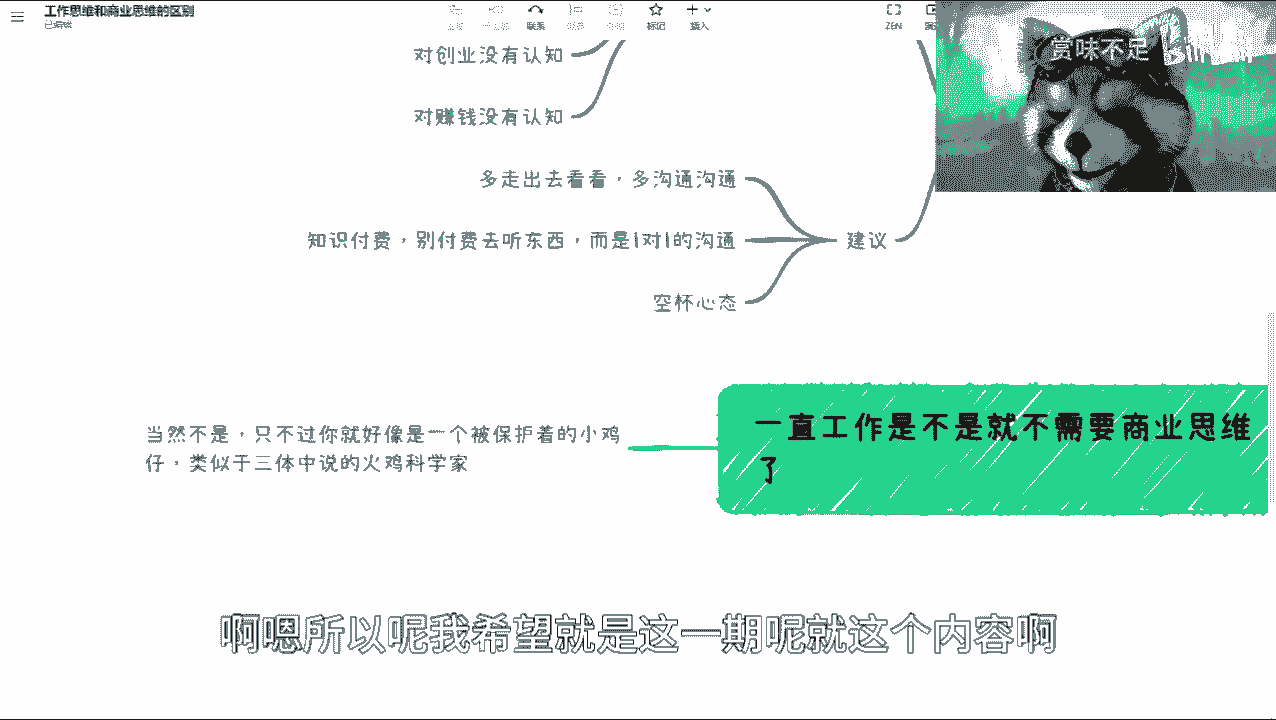 工作思维和商业思维的区别
已编辑
联系
标记
插入
ZEN
赏味不足
对创业没有认知
对赚钱没有认知
多走出去看看，多沟通沟通
知识付费，别付费去听东西，而是1对1的沟通
建议
空杯心态
一直工作是不是就不需要商业思维
了
当然不是，只不过你就好像是一个被保护着的小鸡
仔，类似于三体中说的火鸡科学家
啊嗯所以呢我希望就是这一期呢就这个内容啊